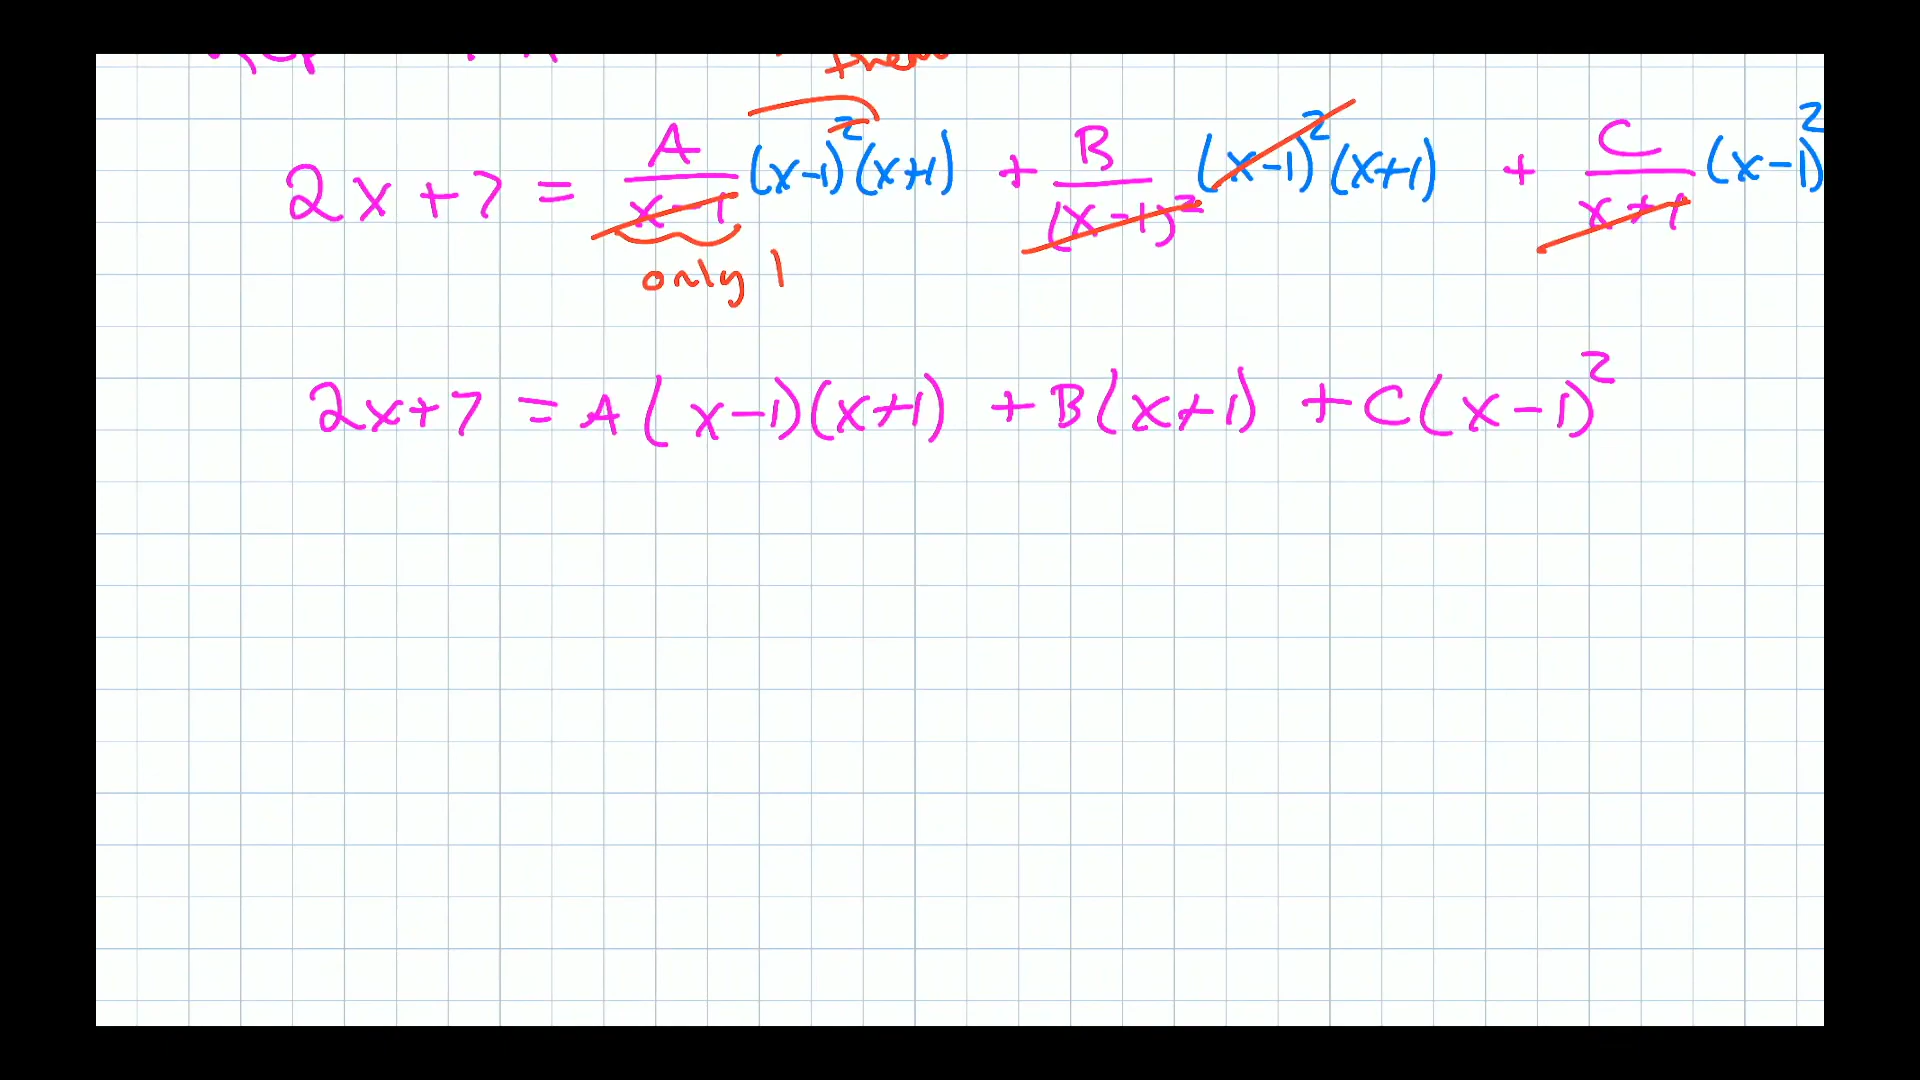 2x+7 = A/(x-1) (x-1)²(x+1) + B/(x-1)² (x-1)²(x+1) + C/(x+1) (x-1)²
only 1
2x+7 = A(x-1)(x+1) + B(x+1) + C(x-1)²